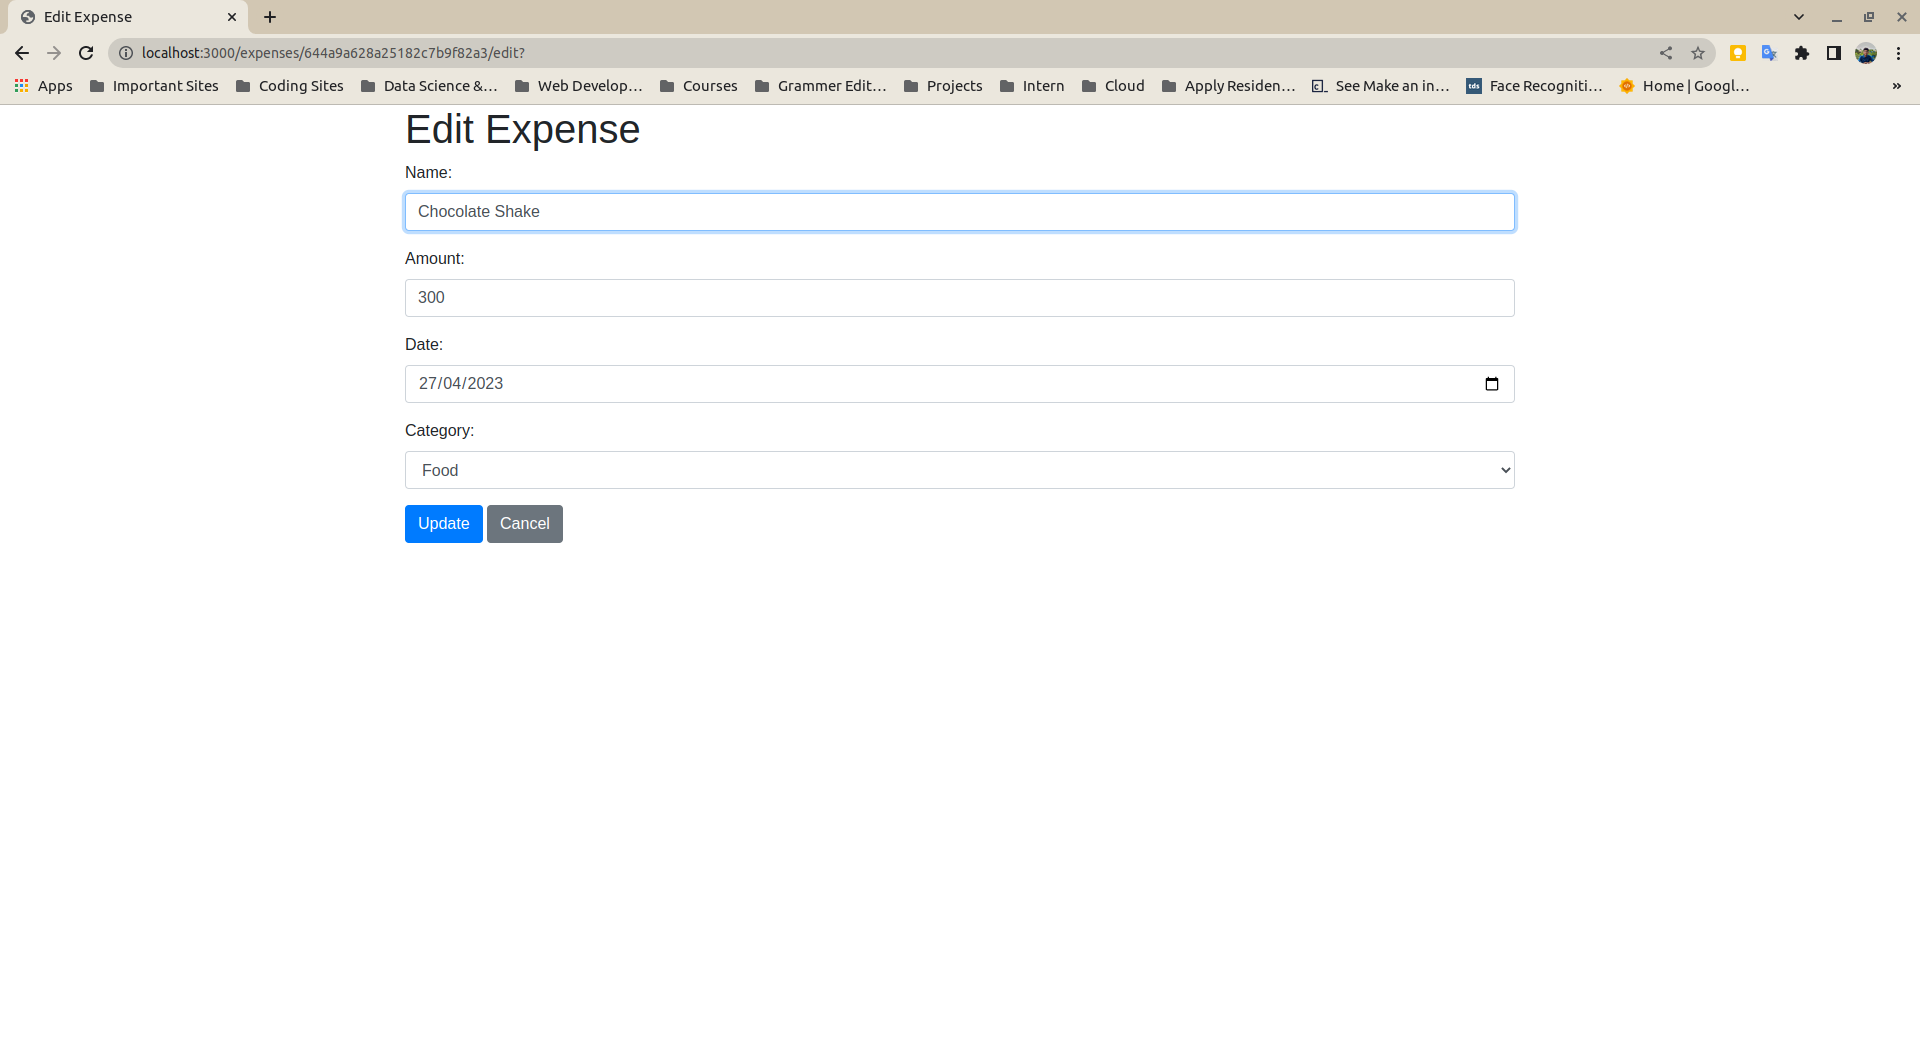 Edit Expense
localhost:3000/expenses/644a9a628a25182c7b9f82a3/edit?
Apps Important Sites Coding Sites Data Science &... Web Develop... Courses Grammer Edit... Projects Intern Cloud Apply Residen... See Make an in... tds Face Recogniti... Home | Googl... »
Edit Expense
Name:
Chocolate Shake
Amount:
300
Date:
27/04/2023
Category:
Food
Update Cancel